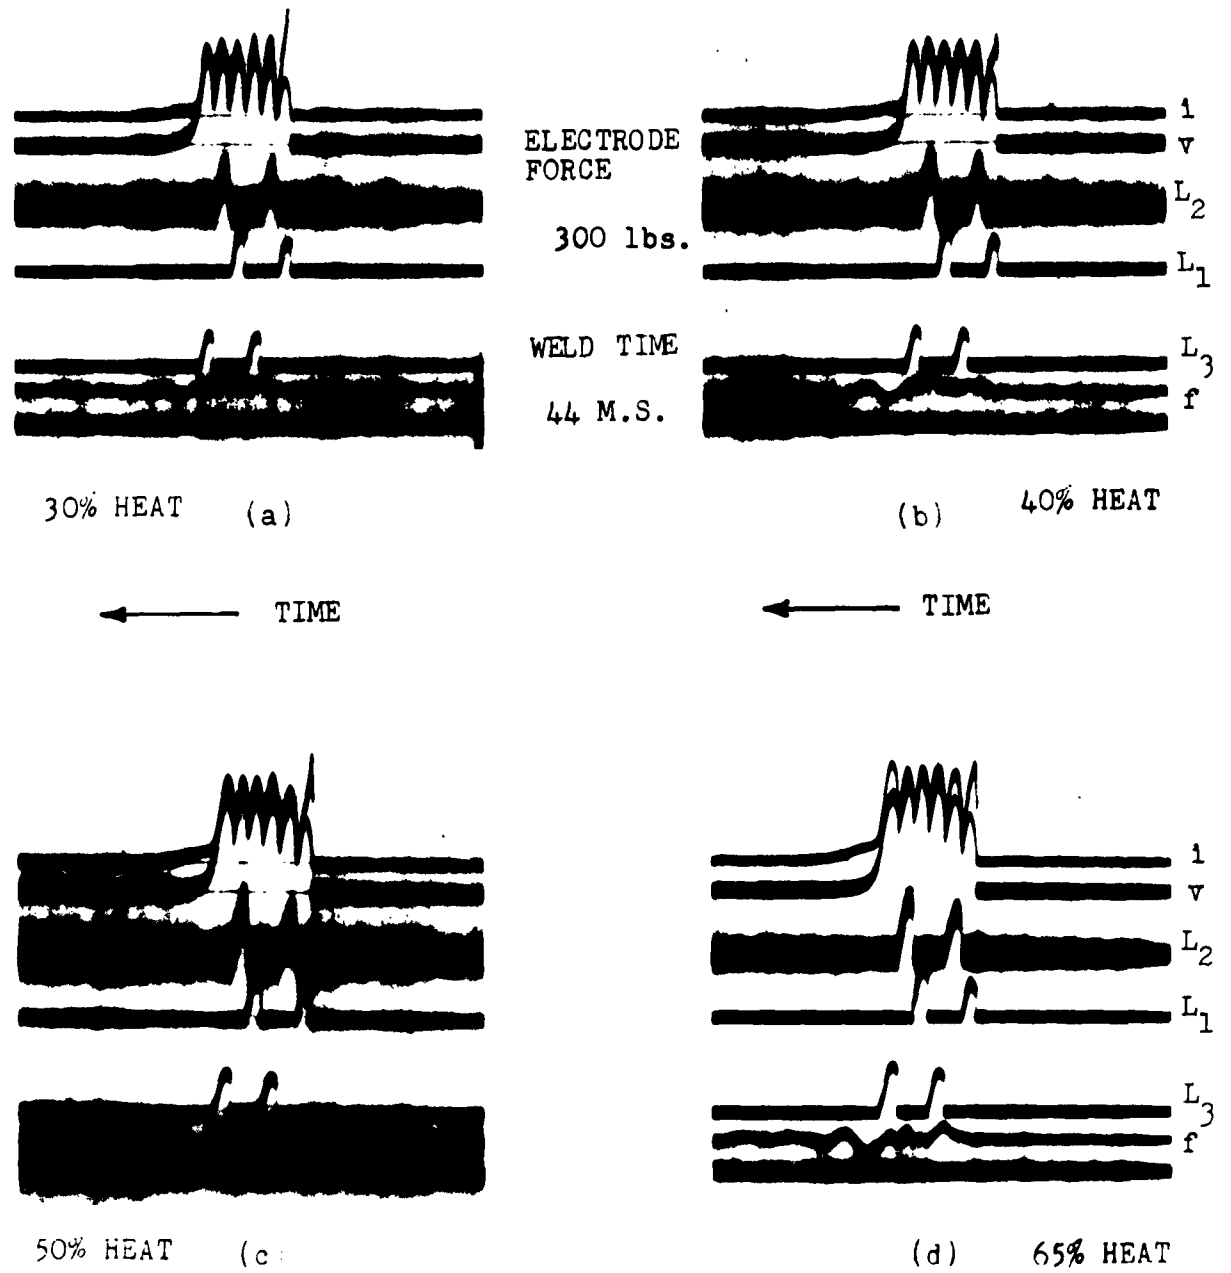 i
v
L2
L1
L3
f
ELECTRODE
FORCE
300 lbs.
WELD TIME
44 M.S.
30% HEAT (a)
(b) 40% HEAT
TIME
TIME
i
v
L2
L1
L3
f
50% HEAT (c
(d) 65% HEAT